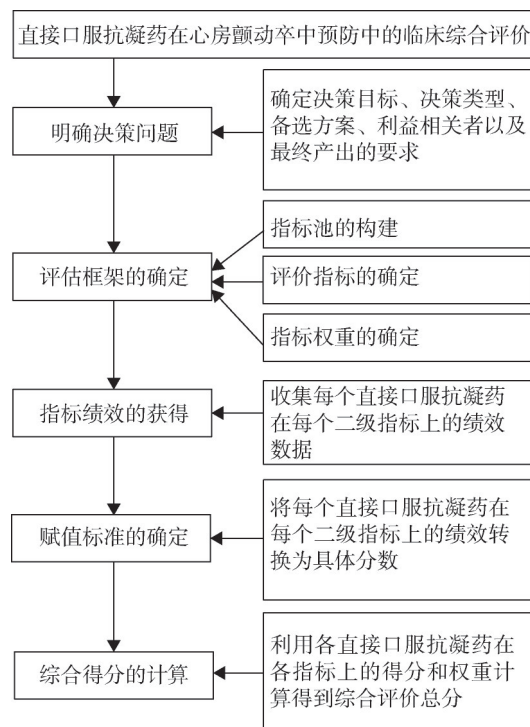 直接口服抗凝药在心房颤动卒中预防中的临床综合评价
明确决策问题
确定决策目标、决策类型、
备选方案、利益相关者以及
最终产出的要求
评估框架的确定
指标池的构建
评价指标的确定
指标权重的确定
指标绩效的获得
收集每个直接口服抗凝药
在每个二级指标上的绩效
数据
赋值标准的确定
将每个直接口服抗凝药在
每个二级指标上的绩效转
换为具体分数
综合得分的计算
利用各直接口服抗凝药在
各指标上的得分和权重计
算得到综合评价总分